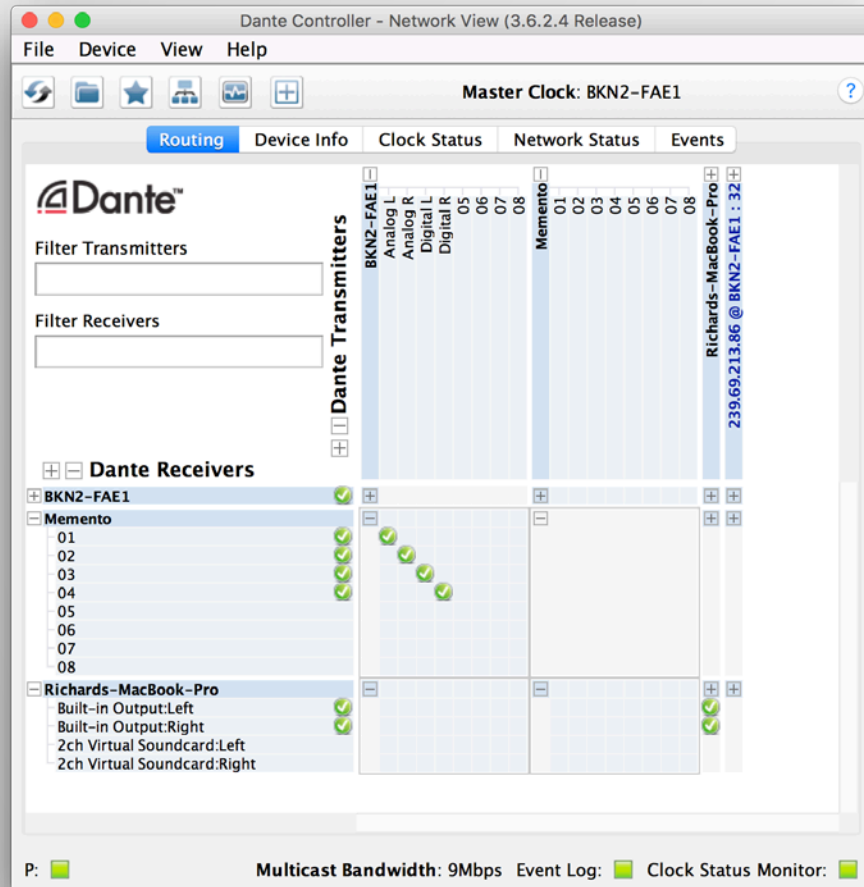 Dante Controller - Network View (3.6.2.4 Release)
File Device View Help
Master Clock: BKN2-FAE1
?
Routing Device Info Clock Status Network Status Events
Dante™
Filter Transmitters
Filter Receivers
Dante Transmitters
BKN2-FAE1
Analog L
Analog R
Digital L
Digital R
05
06
07
08
Memento
01
02
03
04
05
06
07
08
Richards-MacBook-Pro
239.69.213.86 @ BKN2-FAE1 : 32
Dante Receivers
BKN2-FAE1
Memento
01
02
03
04
05
06
07
08
Richards-MacBook-Pro
Built-in Output:Left
Built-in Output:Right
2ch Virtual Soundcard:Left
2ch Virtual Soundcard:Right
P: Multicast Bandwidth: 9Mbps Event Log: Clock Status Monitor: